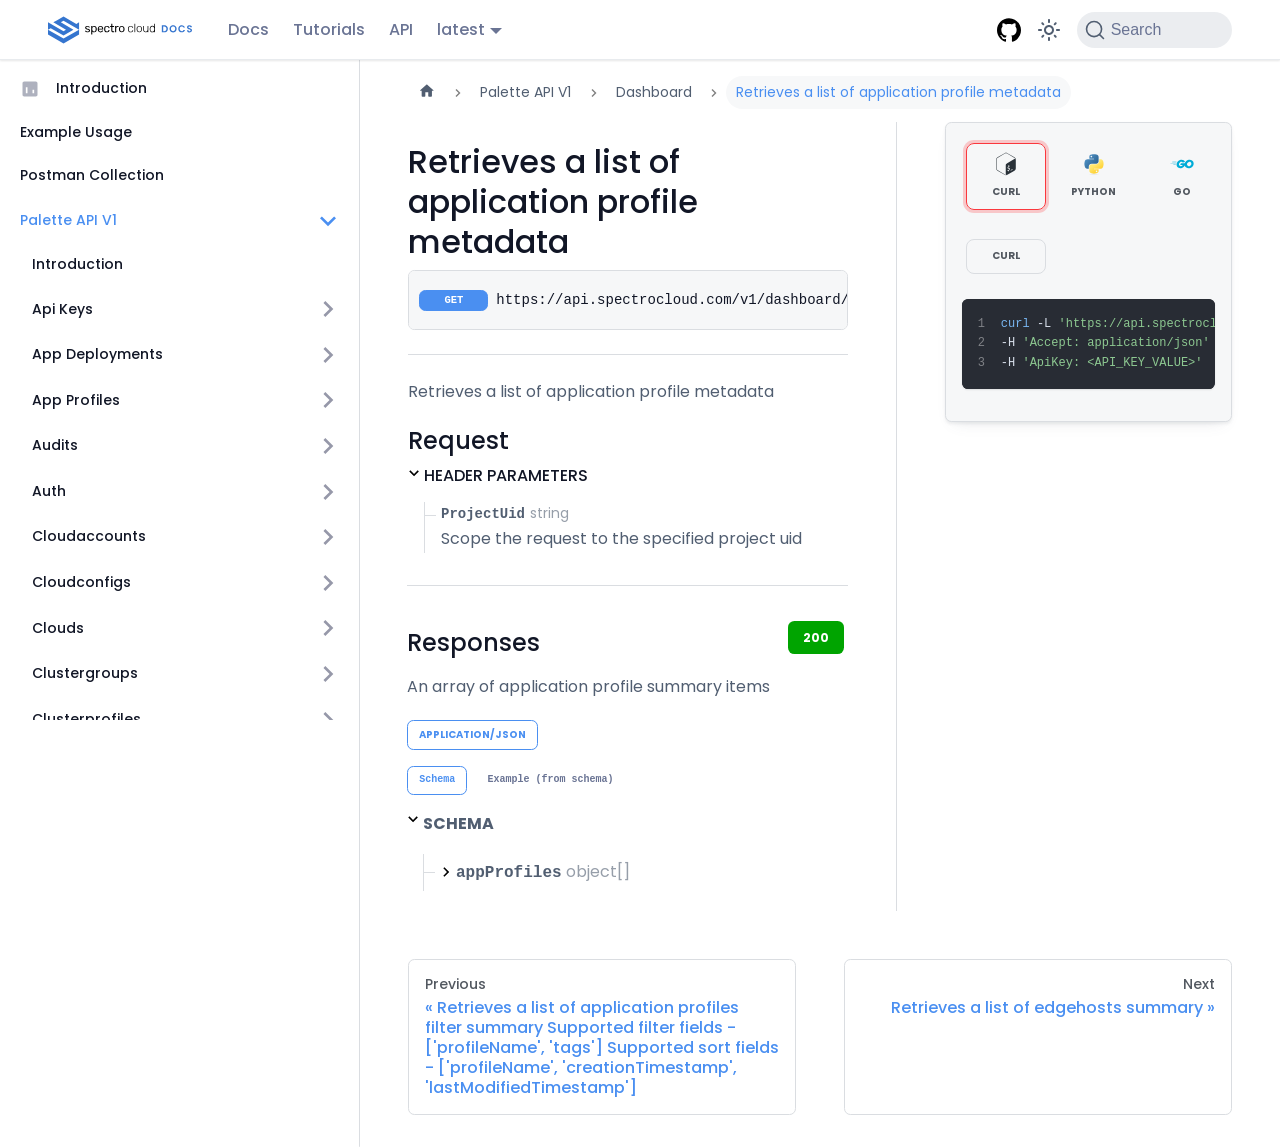 spectro cloud DOCS
Docs
Tutorials
API
latest
Search
Introduction
Example Usage
Postman Collection
Palette API V1
Introduction
Api Keys
App Deployments
App Profiles
Audits
Auth
Cloudaccounts
Cloudconfigs
Clouds
Clustergroups
Clusterprofiles
Palette API V1
Dashboard
Retrieves a list of application profile metadata
Retrieves a list of
application profile
metadata
GET https://api.spectrocloud.com/v1/dashboard/
Retrieves a list of application profile metadata
Request
HEADER PARAMETERS
ProjectUid string
Scope the request to the specified project uid
Responses
200
An array of application profile summary items
APPLICATION/JSON
Schema
Example (from schema)
SCHEMA
appProfiles object[]
CURL
PYTHON
GO
CURL
1 curl -L 'https://api.spectrocl
2 -H 'Accept: application/json'
3 -H 'ApiKey: <API_KEY_VALUE>'
Previous
« Retrieves a list of application profiles
filter summary Supported filter fields -
['profileName', 'tags'] Supported sort fields
- ['profileName', 'creationTimestamp',
'lastModifiedTimestamp']
Next
Retrieves a list of edgehosts summary »